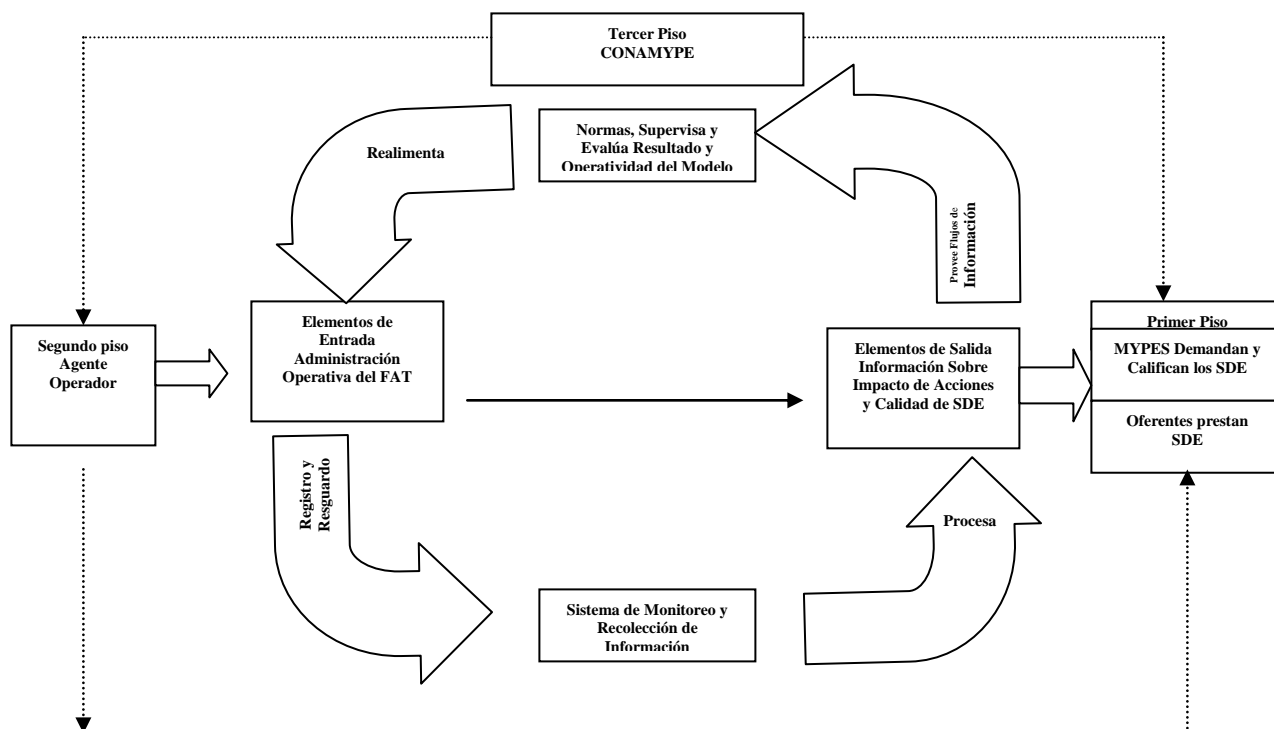 Tercer Piso
CONAMYPE
Normas, Supervisa y
Evalúa Resultado y
Operatividad del Modelo
Realimenta
Provee Flujos de
Información
Segundo piso
Agente
Operador
Elementos de
Entrada
Administración
Operativa del FAT
Elementos de Salida
Información Sobre
Impacto de Acciones
y Calidad de SDE
Primer Piso
MYPES Demandan y
Califican los SDE
Oferentes prestan
SDE
Registro y
Resguardo
Procesa
Sistema de Monitoreo y
Recolección de
Información